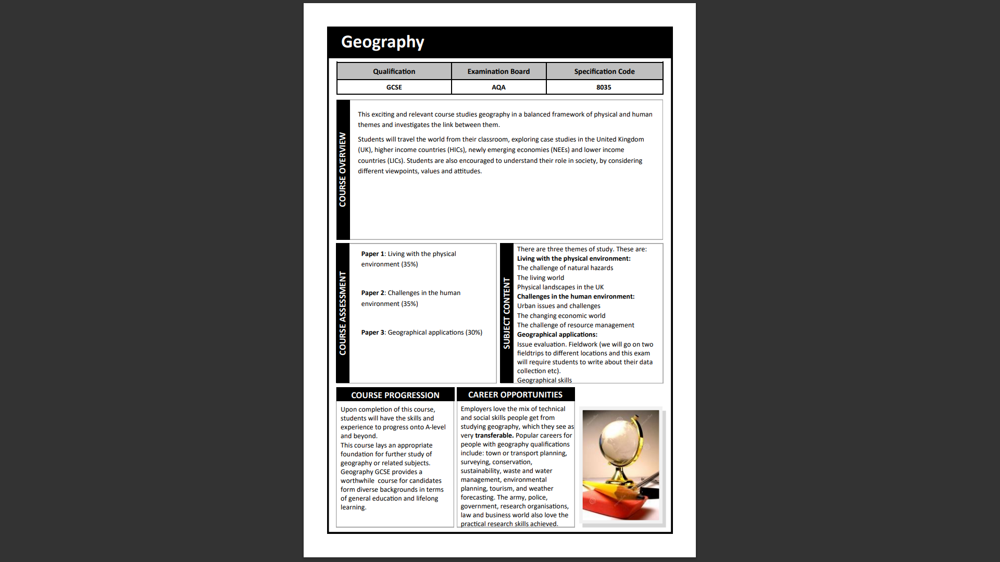 Geography
Qualification Examination Board Specification Code
GCSE AQA 8035
COURSE OVERVIEW
This exciting and relevant course studies geography in a balanced framework of physical and human
themes and investigates the link between them.
Students will travel the world from their classroom, exploring case studies in the United Kingdom
(UK), higher income countries (HICs), newly emerging economies (NEEs) and lower income
countries (LICs). Students are also encouraged to understand their role in society, by considering
different viewpoints, values and attitudes.
COURSE ASSESSMENT
Paper 1: Living with the physical
environment (35%)
Paper 2: Challenges in the human
environment (35%)
Paper 3: Geographical applications (30%)
SUBJECT CONTENT
There are three themes of study. These are:
Living with the physical environment:
The challenge of natural hazards
The living world
Physical landscapes in the UK
Challenges in the human environment:
Urban issues and challenges
The changing economic world
The challenge of resource management
Geographical applications:
Issue evaluation. Fieldwork (we will go on two
fieldtrips to different locations and this exam
will require students to write about their data
collection etc).
Geographical skills
COURSE PROGRESSION
Upon completion of this course,
students will have the skills and
experience to progress onto A-level
and beyond.
This course lays an appropriate
foundation for further study of
geography or related subjects.
Geography GCSE provides a
worthwhile  course for candidates
form diverse backgrounds in terms
of general education and lifelong
learning.
CAREER OPPORTUNITIES
Employers love the mix of technical
and social skills people get from
studying geography, which they see as
very transferable. Popular careers for
people with geography qualifications
include: town or transport planning,
surveying, conservation,
sustainability, waste and water
management, environmental
planning, tourism, and weather
forecasting. The army, police,
government, research organisations,
law and business world also love the
practical research skills achieved.